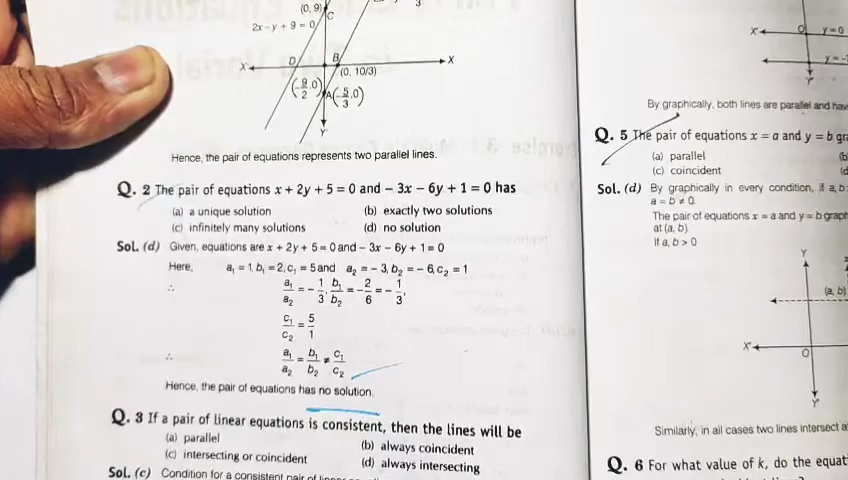 (0, 9)
C
2x - y + 9 = 0
D
B
X'
X
(0, 10/3)
(-9/2, 0)
A(-5/3, 0)
Y'
Hence, the pair of equations represents two parallel lines.
Q. 2 The pair of equations x + 2y + 5 = 0 and − 3x − 6y + 1 = 0 has
(a) a unique solution (b) exactly two solutions
(c) infinitely many solutions (d) no solution
Sol. (d) Given, equations are x + 2y + 5 = 0 and − 3x − 6y + 1 = 0
Here, a₁ = 1, b₁ = 2, c₁ = 5 and a₂ = − 3, b₂ = − 6, c₂ = 1
∴ a₁/a₂ = − 1/3, b₁/b₂ = − 2/6 = − 1/3,
c₁/c₂ = 5/1
∴ a₁/a₂ = b₁/b₂ ≠ c₁/c₂
Hence, the pair of equations has no solution.
Q. 3 If a pair of linear equations is consistent, then the lines will be
(a) parallel (b) always coincident
(c) intersecting or coincident (d) always intersecting
Sol. (c) Condition for a consistent pair of
X'
O
y = 0
Y'
By graphically, both lines are parallel and
Q. 5 The pair of equations x = a and y = b
(a) parallel
(c) coincident
Sol. (d) By graphically in every condition, if a, b
a = b ≠ 0.
The pair of equations x = a and y = b
at (a, b).
If a, b > 0
Y
(a, b)
X'
O
Y'
Similarly, in all cases two lines intersect
Q. 6 For what value of k, do the